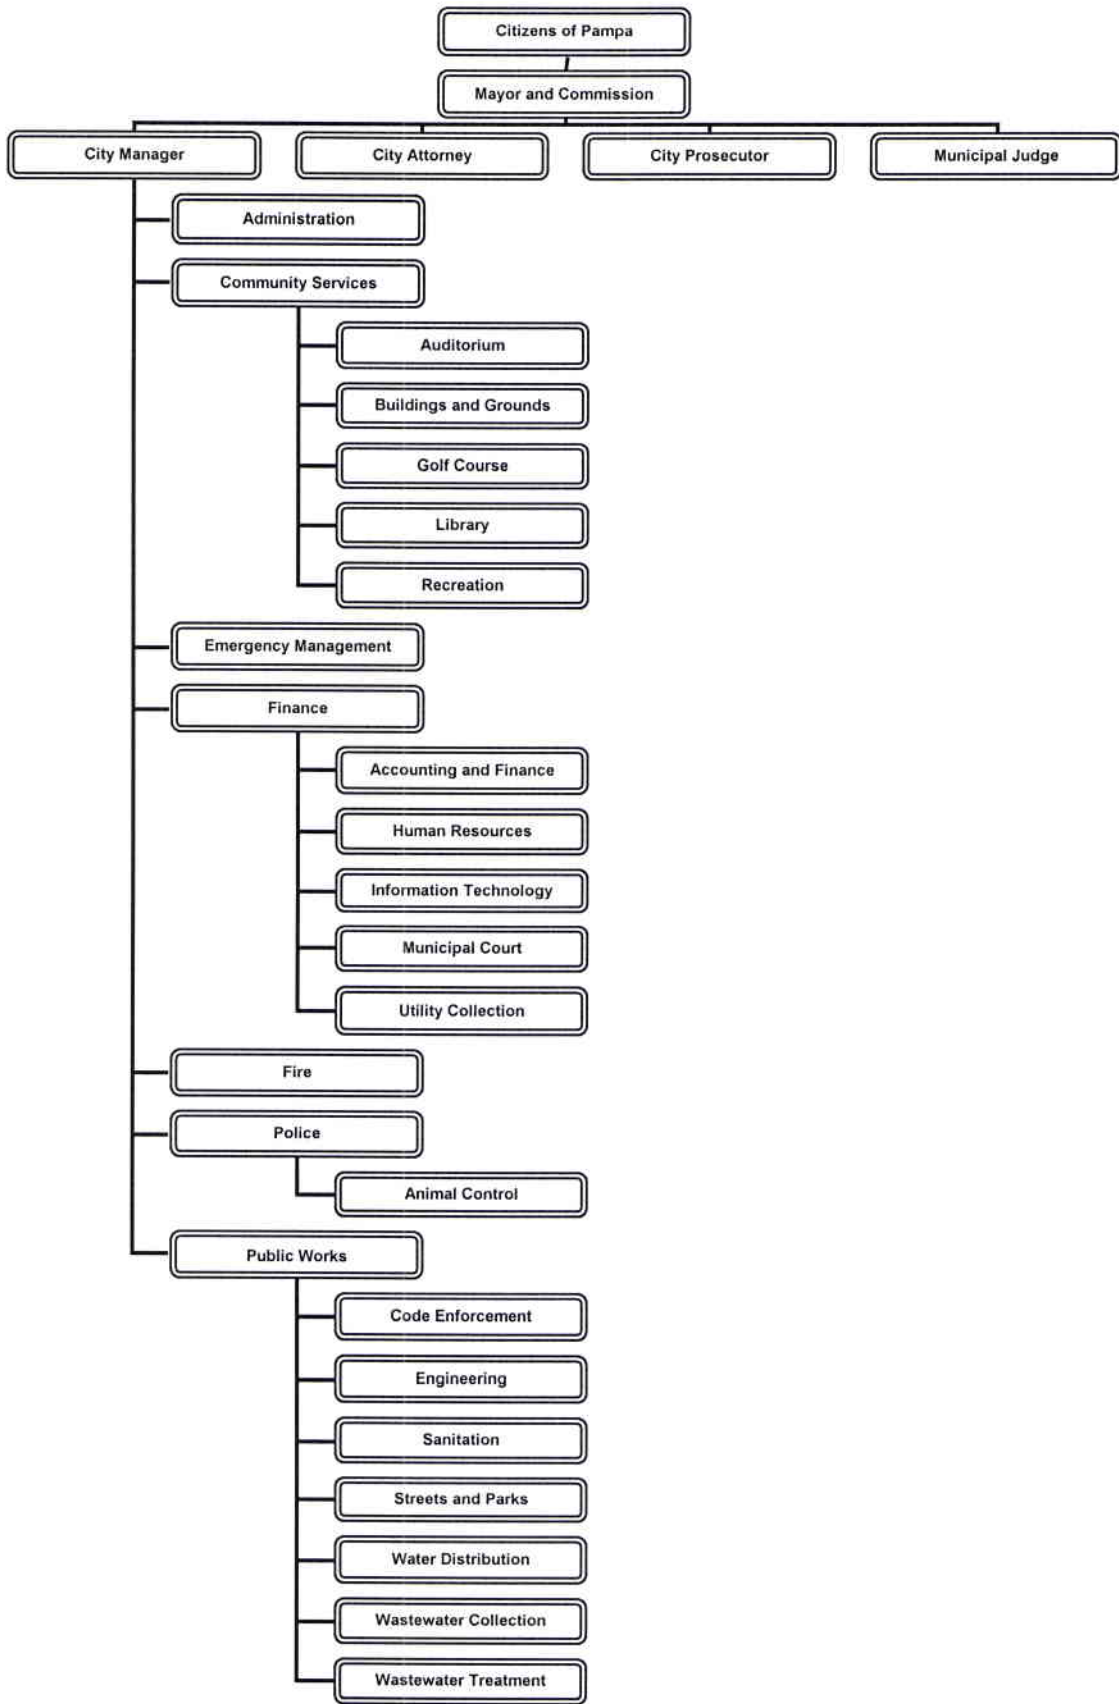 Citizens of Pampa
Mayor and Commission
City Manager
City Attorney
City Prosecutor
Municipal Judge
Administration
Community Services
Auditorium
Buildings and Grounds
Golf Course
Library
Recreation
Emergency Management
Finance
Accounting and Finance
Human Resources
Information Technology
Municipal Court
Utility Collection
Fire
Police
Animal Control
Public Works
Code Enforcement
Engineering
Sanitation
Streets and Parks
Water Distribution
Wastewater Collection
Wastewater Treatment